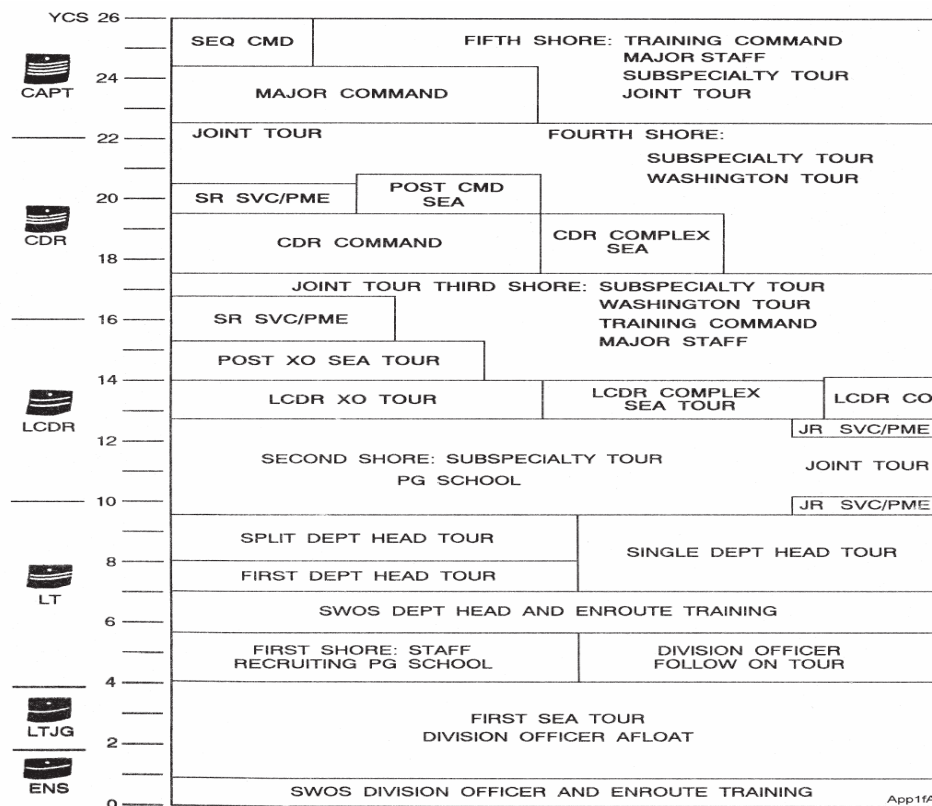 YCS 26
SEQ CMD
FIFTH SHORE: TRAINING COMMAND
MAJOR STAFF
SUBSPECIALTY TOUR
JOINT TOUR
24
CAPT
MAJOR COMMAND
22
JOINT TOUR
FOURTH SHORE:
SUBSPECIALTY TOUR
WASHINGTON TOUR
20
SR SVC/PME
POST CMD
SEA
CDR
CDR COMMAND
CDR COMPLEX
SEA
18
JOINT TOUR THIRD SHORE: SUBSPECIALTY TOUR
WASHINGTON TOUR
TRAINING COMMAND
MAJOR STAFF
16
SR SVC/PME
POST XO SEA TOUR
14
LCDR XO TOUR
LCDR COMPLEX
SEA TOUR
LCDR CO
LCDR
JR SVC/PME
12
SECOND SHORE: SUBSPECIALTY TOUR
PG SCHOOL
JOINT TOUR
10
JR SVC/PME
SPLIT DEPT HEAD TOUR
SINGLE DEPT HEAD TOUR
8
FIRST DEPT HEAD TOUR
LT
SWOS DEPT HEAD AND ENROUTE TRAINING
6
FIRST SHORE: STAFF
RECRUITING PG SCHOOL
DIVISION OFFICER
FOLLOW ON TOUR
4
LTJG
FIRST SEA TOUR
DIVISION OFFICER AFLOAT
2
ENS
SWOS DIVISION OFFICER AND ENROUTE TRAINING
0
App1fA